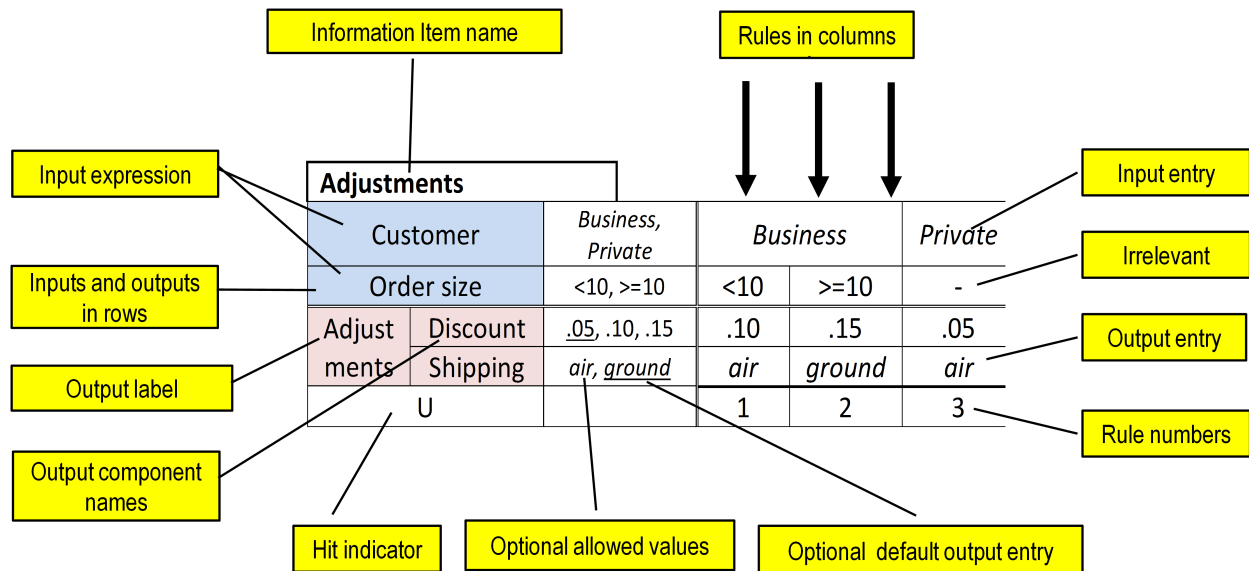 Information Item name
Rules in columns
Input expression
Adjustments
Input entry
Customer
Business,
Private
Business
Private
Irrelevant
Inputs and outputs
in rows
Order size
<10, >=10
<10
>=10
-
Adjust
ments
Discount
.05, .10, .15
.10
.15
.05
Output entry
Output label
Shipping
air, ground
air
ground
air
U
1
2
3
Rule numbers
Output component
names
Hit indicator
Optional allowed values
Optional default output entry